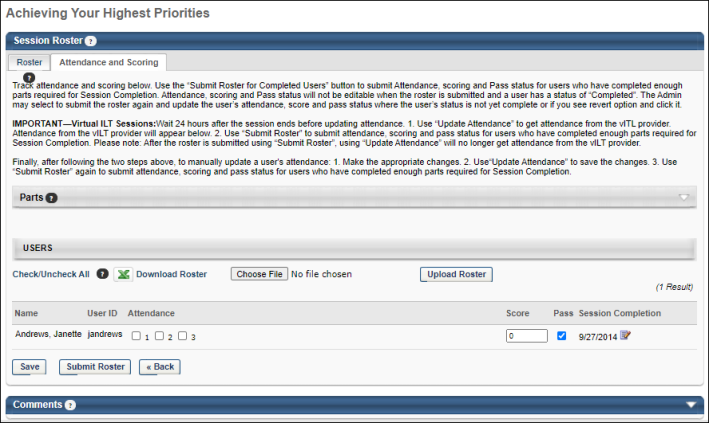 Achieving Your Highest Priorities
Session Roster ?
Roster Attendance and Scoring
?
Track attendance and scoring below. Use the "Submit Roster for Completed Users" button to submit Attendance, scoring and Pass status for users who have completed enough
parts required for Session Completion. Attendance, scoring and Pass status will not be editable when the roster is submitted and a user has a status of "Completed". The Admin
may select to submit the roster again and update the user's attendance, score and pass status where the user's status is not yet complete or if you see revert option and click it.
IMPORTANT—Virtual ILT Sessions:Wait 24 hours after the session ends before updating attendance. 1. Use "Update Attendance" to get attendance from the vITL provider.
Attendance from the vILT provider will appear below. 2. Use "Submit Roster" to submit attendance, scoring and pass status for users who have completed enough parts required for
Session Completion. Please note: After the roster is submitted using "Submit Roster", using "Update Attendance" will no longer get attendance from the vILT provider.
Finally, after following the two steps above, to manually update a user's attendance: 1. Make the appropriate changes. 2. Use"Update Attendance" to save the changes. 3. Use
"Submit Roster" again to submit attendance, scoring and pass status for users who have completed enough parts required for Session Completion.
Parts ?
USERS
Check/Uncheck All ? Download Roster Choose File No file chosen Upload Roster
(1 Result)
Name User ID Attendance Score Pass Session Completion
Andrews, Janette jandrews 1 2 3 0 9/27/2014
Save Submit Roster « Back
Comments ?